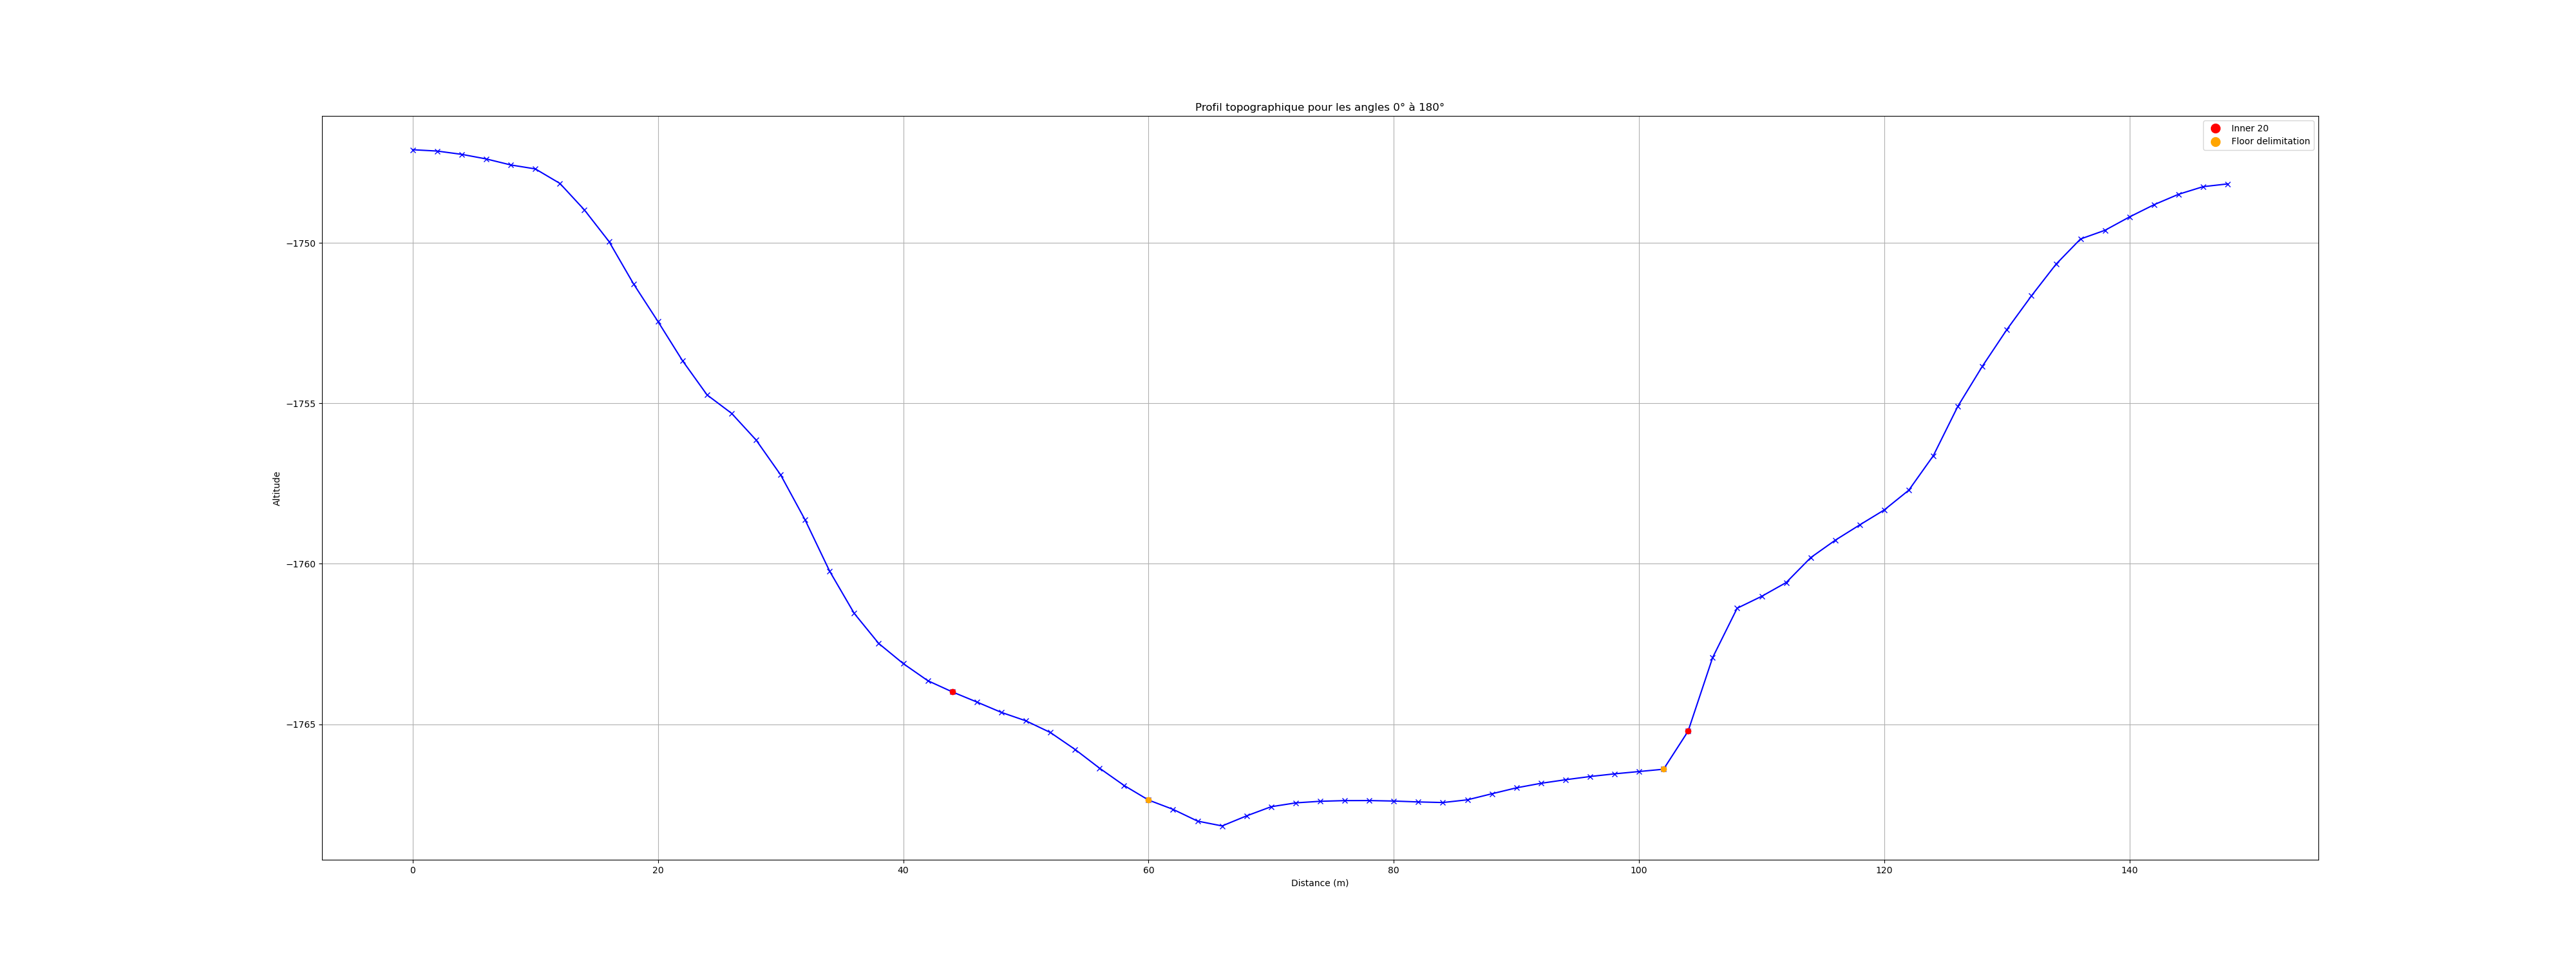 Profil topographique pour les angles 0° à 180°
Inner 20
Floor delimitation
−1750
−1755
−1760
−1765
Altitude
0 20 40 60 80 100 120 140
Distance (m)